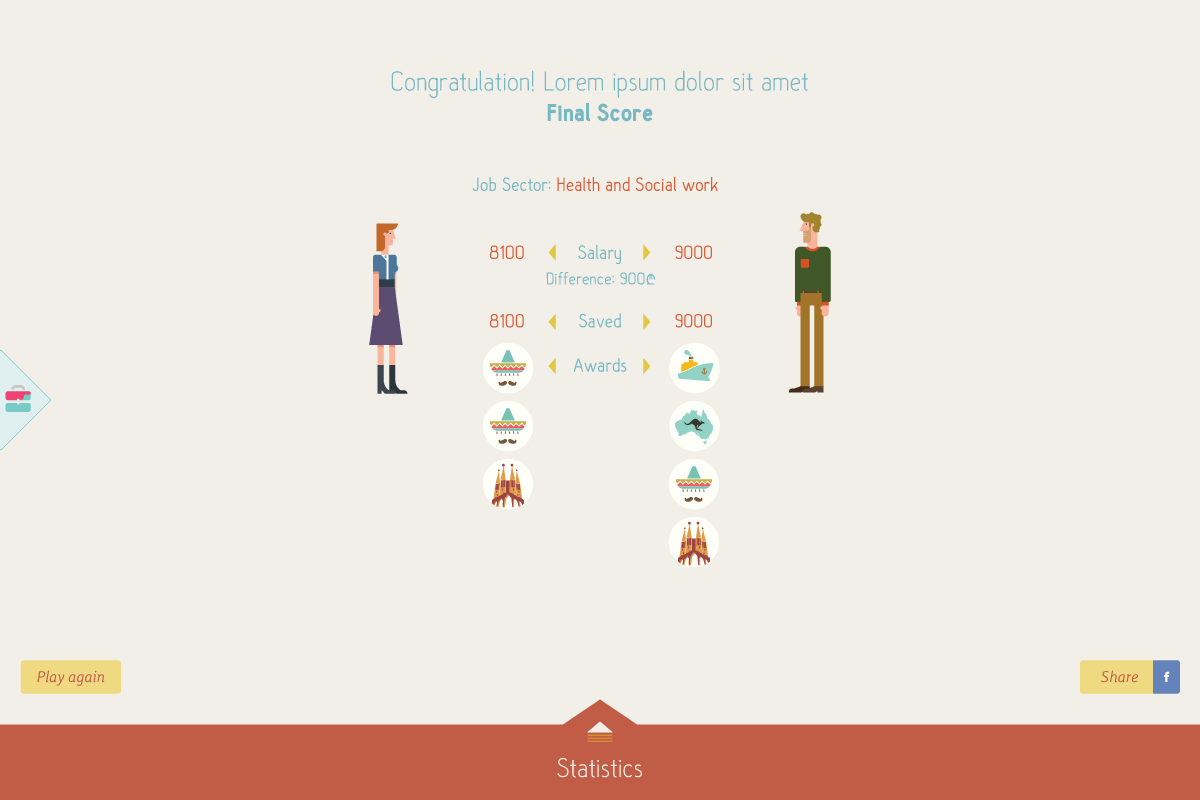 Congratulation! Lorem ipsum dolor sit amet
Final Score
Job Sector: Health and Social work
8100 Salary 9000
Difference: 900₾
8100 Saved 9000
Awards
Play again
Share f
Statistics